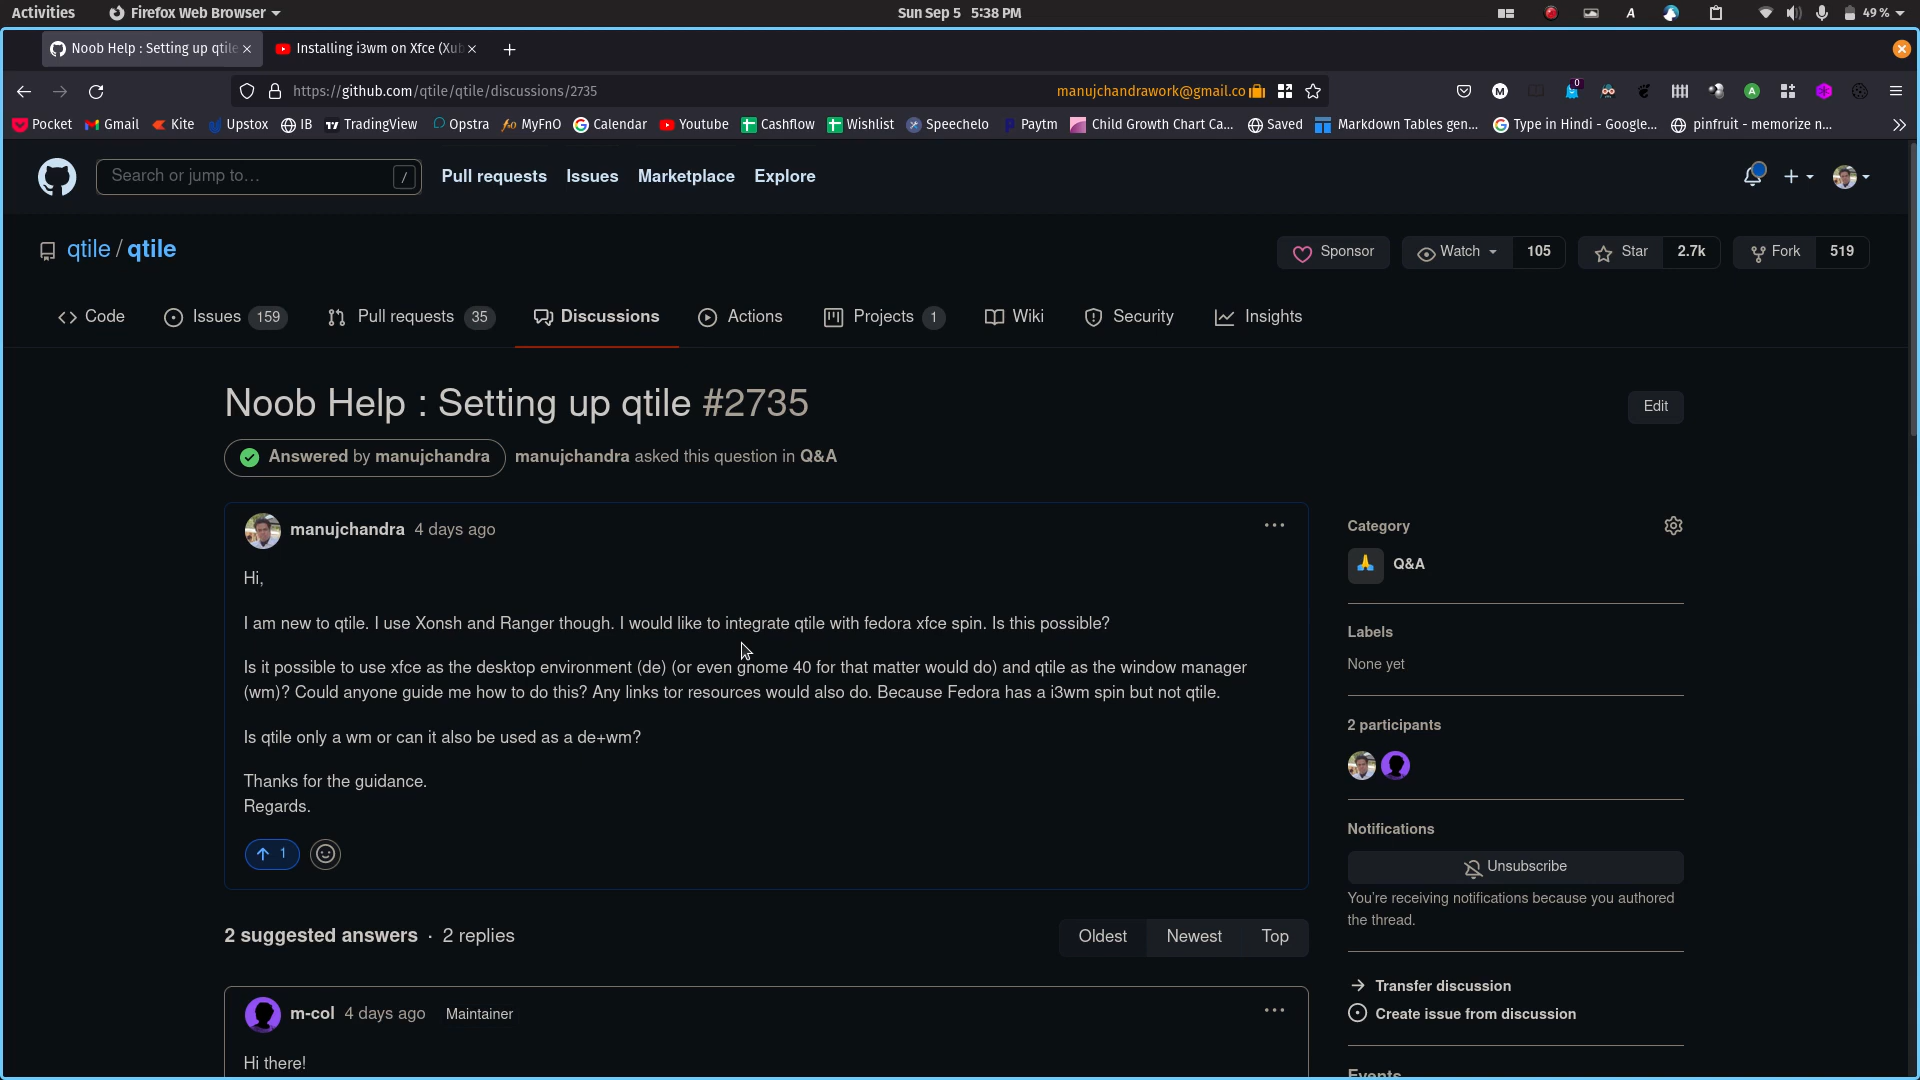 Activities
Firefox Web Browser
Sun Sep 5 5:38 PM
A
49 %
Noob Help : Setting up qtile
Installing i3wm on Xfce (Xub
https://github.com/qtile/qtile/discussions/2735
manujchandrawork@gmail.co
M
0
A
Pocket
Gmail
Kite
Upstox
IB
TradingView
Opstra
MyFnO
Calendar
Youtube
Cashflow
Wishlist
Speechelo
Paytm
Child Growth Chart Ca...
Saved
Markdown Tables gen...
Type in Hindi - Google...
pinfruit - memorize n...
Search or jump to...
/
Pull requests
Issues
Marketplace
Explore
qtile / qtile
Sponsor
Watch
105
Star
2.7k
Fork
519
Code
Issues 159
Pull requests 35
Discussions
Actions
Projects 1
Wiki
Security
Insights
Noob Help : Setting up qtile #2735
Edit
Answered by manujchandra
manujchandra asked this question in Q&A
manujchandra 4 days ago
Hi,
I am new to qtile. I use Xonsh and Ranger though. I would like to integrate qtile with fedora xfce spin. Is this possible?
Is it possible to use xfce as the desktop environment (de) (or even gnome 40 for that matter would do) and qtile as the window manager
(wm)? Could anyone guide me how to do this? Any links tor resources would also do. Because Fedora has a i3wm spin but not qtile.
Is qtile only a wm or can it also be used as a de+wm?
Thanks for the guidance.
Regards.
1
2 suggested answers · 2 replies
Oldest
Newest
Top
m-col 4 days ago Maintainer
Hi there!
Category
Q&A
Labels
None yet
2 participants
Notifications
Unsubscribe
You're receiving notifications because you authored
the thread.
Transfer discussion
Create issue from discussion
Events